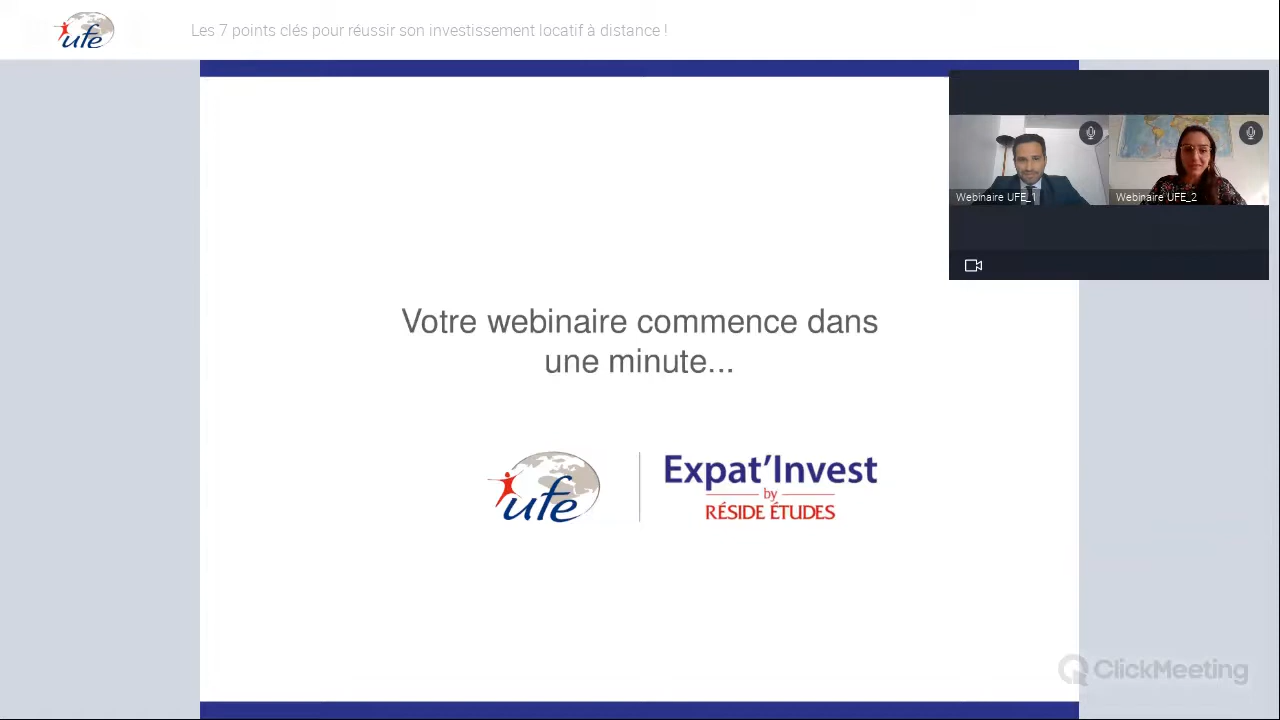 ufe
Les 7 points clés pour réussir son investissement locatif à distance !
Webinaire UFE_1
Webinaire UFE_2
Votre webinaire commence dans
une minute...
ufe
Expat'Invest
by
RÉSIDE ÉTUDES
ClickMeeting